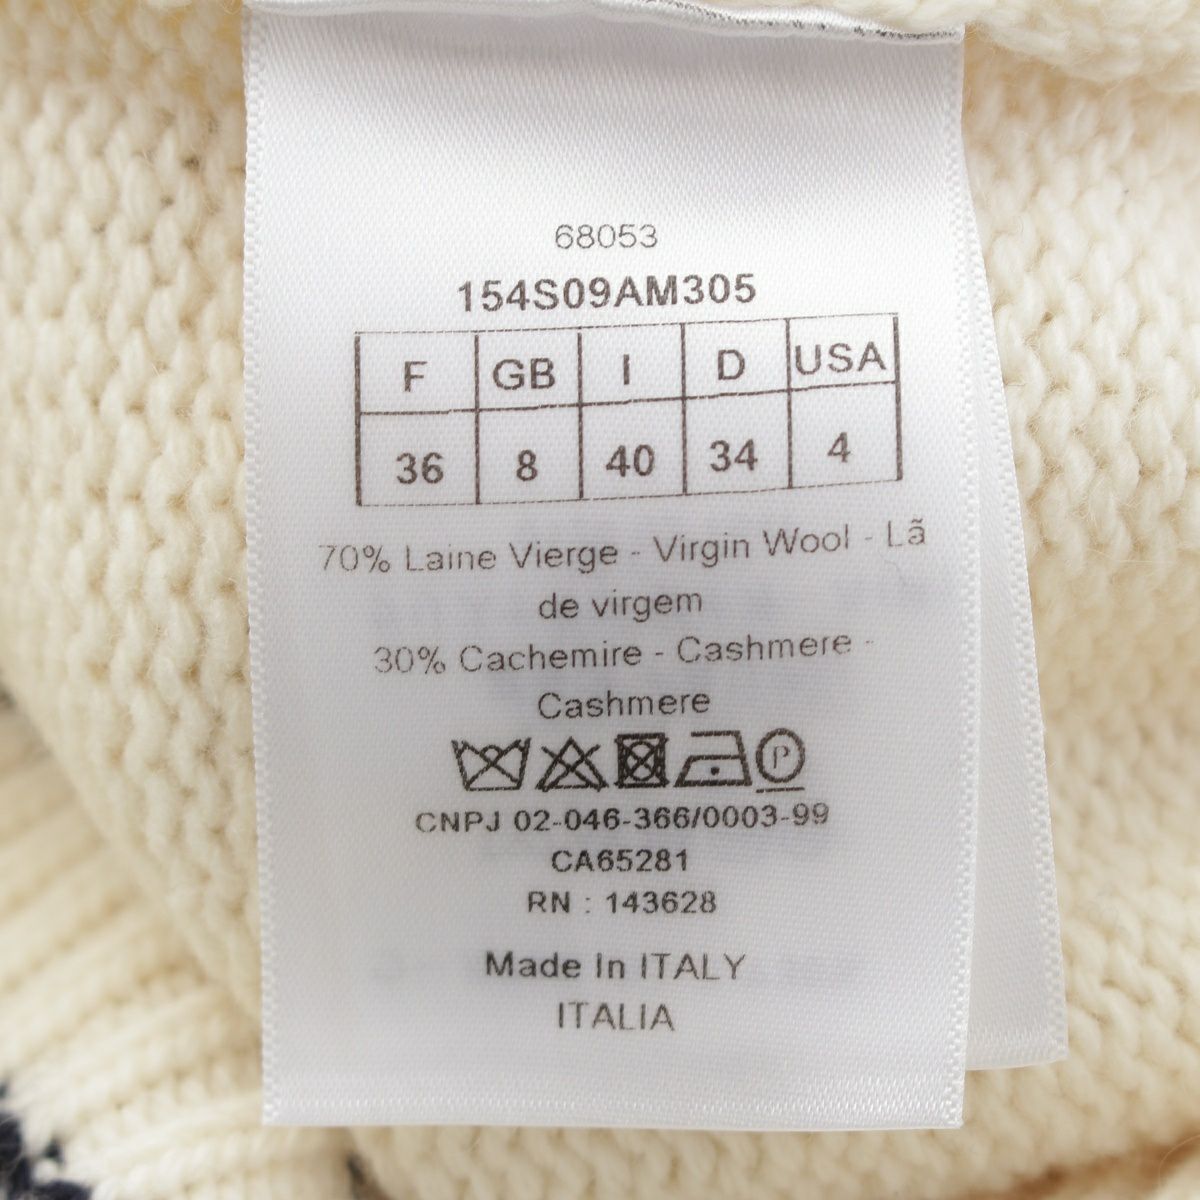 68053
154S09AM305
F GB I D USA
36 8 40 34 4
70% Laine Vierge - Virgin Wool - Lã
de virgem
30% Cachemire - Cashmere -
Cashmere
P
CNPJ 02-046-366/0003-99
CA65281
RN : 143628
Made In ITALY
ITALIA